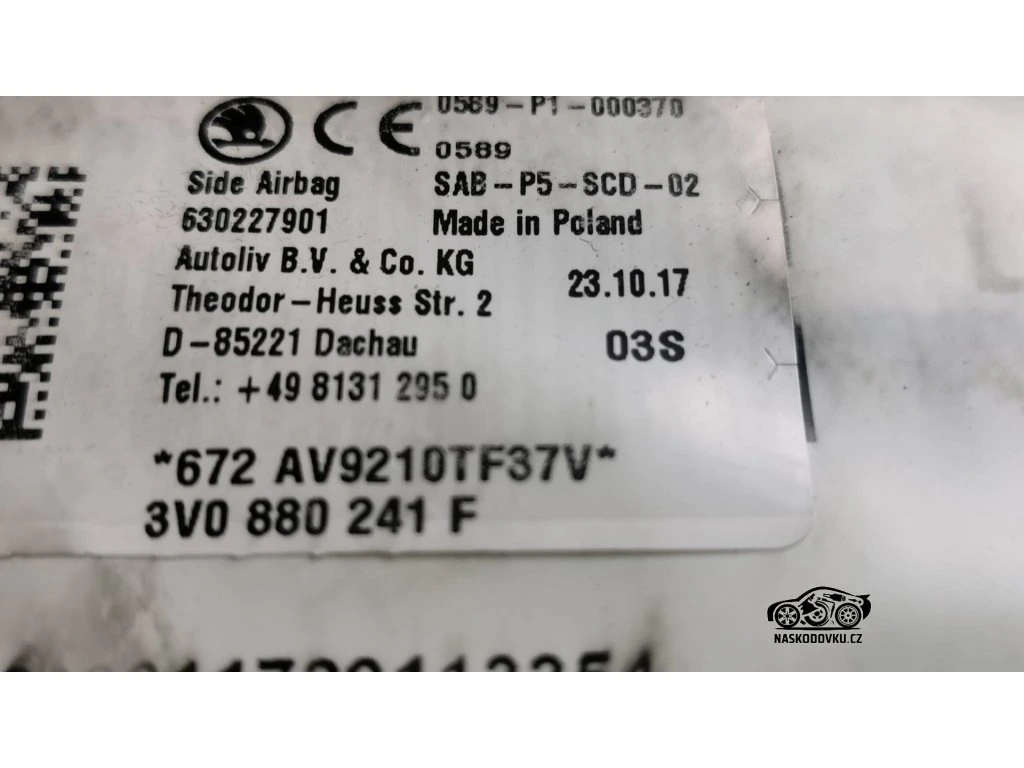 0589-P1-000370
CE
0589
Side Airbag
SAB-P5-SCD-02
630227901
Made in Poland
Autoliv B.V. & Co. KG
23.10.17
Theodor-Heuss Str. 2
D-85221 Dachau
03S
Tel.: +49 8131 295 0
*672 AV9210TF37V*
3V0 880 241 F
NASKODOVKU.CZ